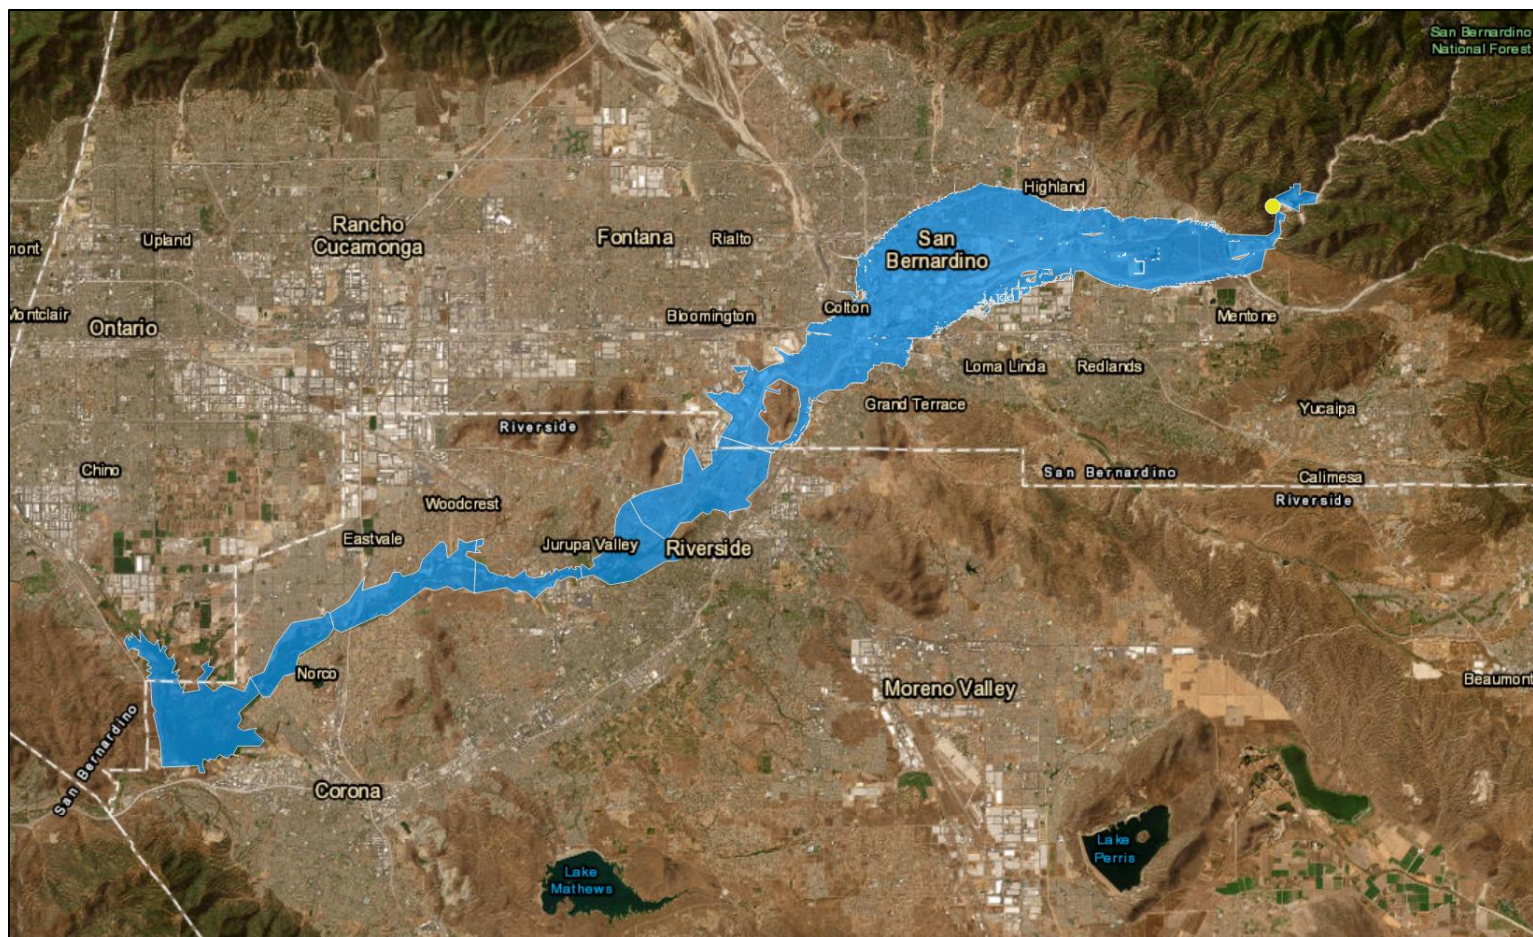 San Bernardino
National Forest
Highland
Rancho
Cucamonga
Upland
Fontana
Rialto
San
Bernardino
mont
Colton
Montclair
Ontario
Bloomington
Mentone
Loma Linda
Redlands
Grand Terrace
Yucaipa
Riverside
Chino
San Bernardino
Calimesa
Riverside
Woodcrest
Eastvale
Jurupa Valley
Riverside
Norco
Moreno Valley
Beaumont
San Bernardino
Corona
Lake
Perris
Lake
Mathews